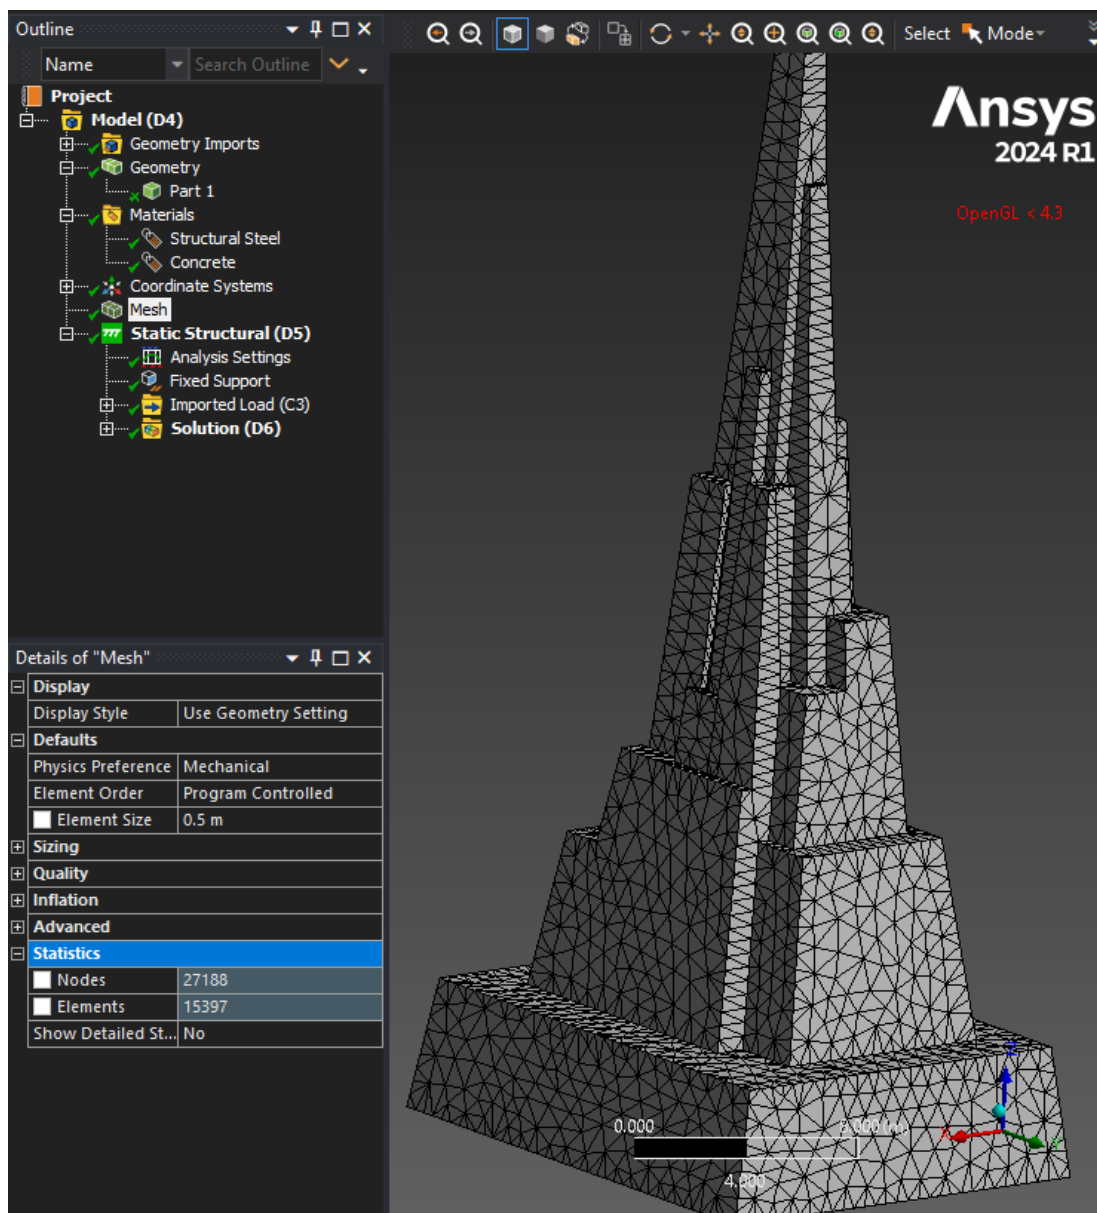 Outline
Name Search Outline
Project
Model (D4)
Geometry Imports
Geometry
Part 1
Materials
Structural Steel
Concrete
Coordinate Systems
Mesh
Static Structural (D5)
Analysis Settings
Fixed Support
Imported Load (C3)
Solution (D6)
Details of "Mesh"
Display
Display Style Use Geometry Setting
Defaults
Physics Preference Mechanical
Element Order Program Controlled
Element Size 0.5 m
Sizing
Quality
Inflation
Advanced
Statistics
Nodes 27188
Elements 15397
Show Detailed St... No
Select Mode
Ansys
2024 R1
OpenGL < 4.3
0.000
4.000
X
Y
Z